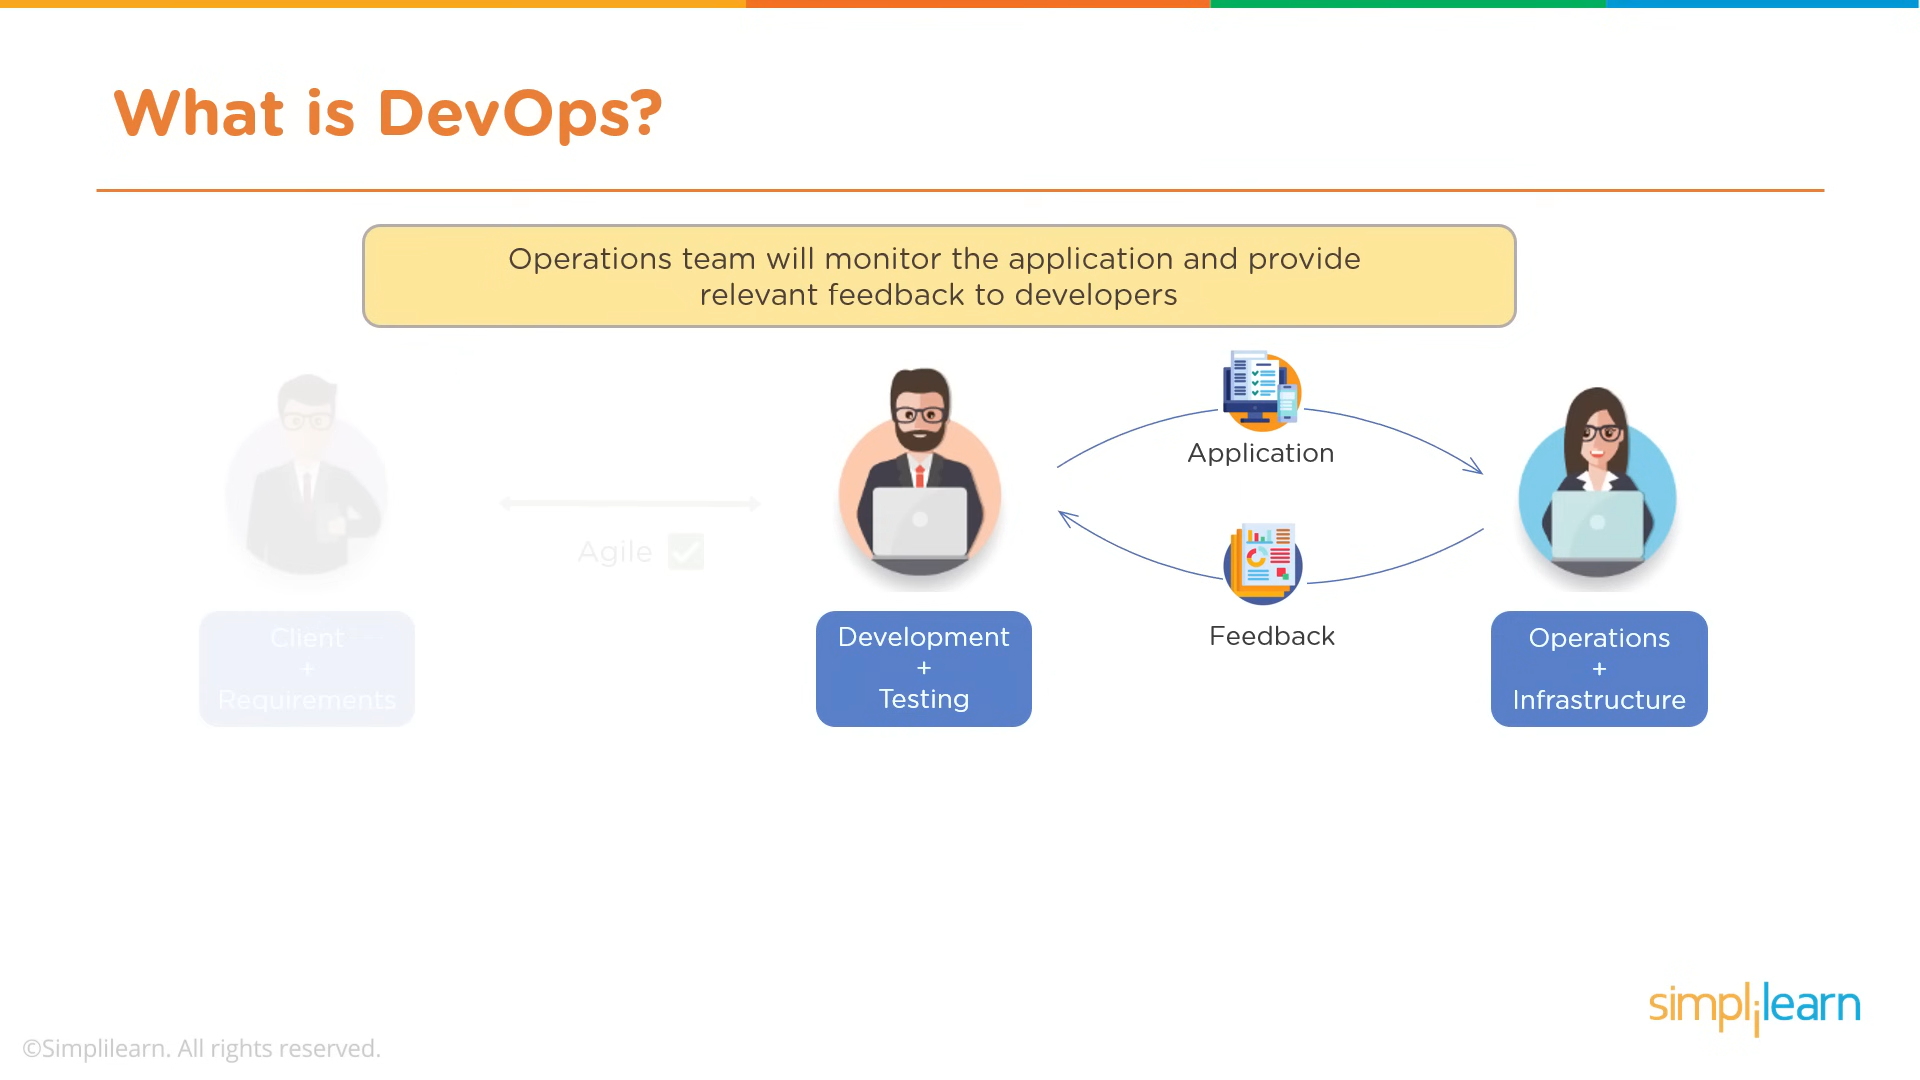 What is DevOps?
Operations team will monitor the application and provide
relevant feedback to developers
Application
Agile
Feedback
Client
+
Requirements
Development
+
Testing
Operations
+
Infrastructure
simplilearn
©Simplilearn. All rights reserved.